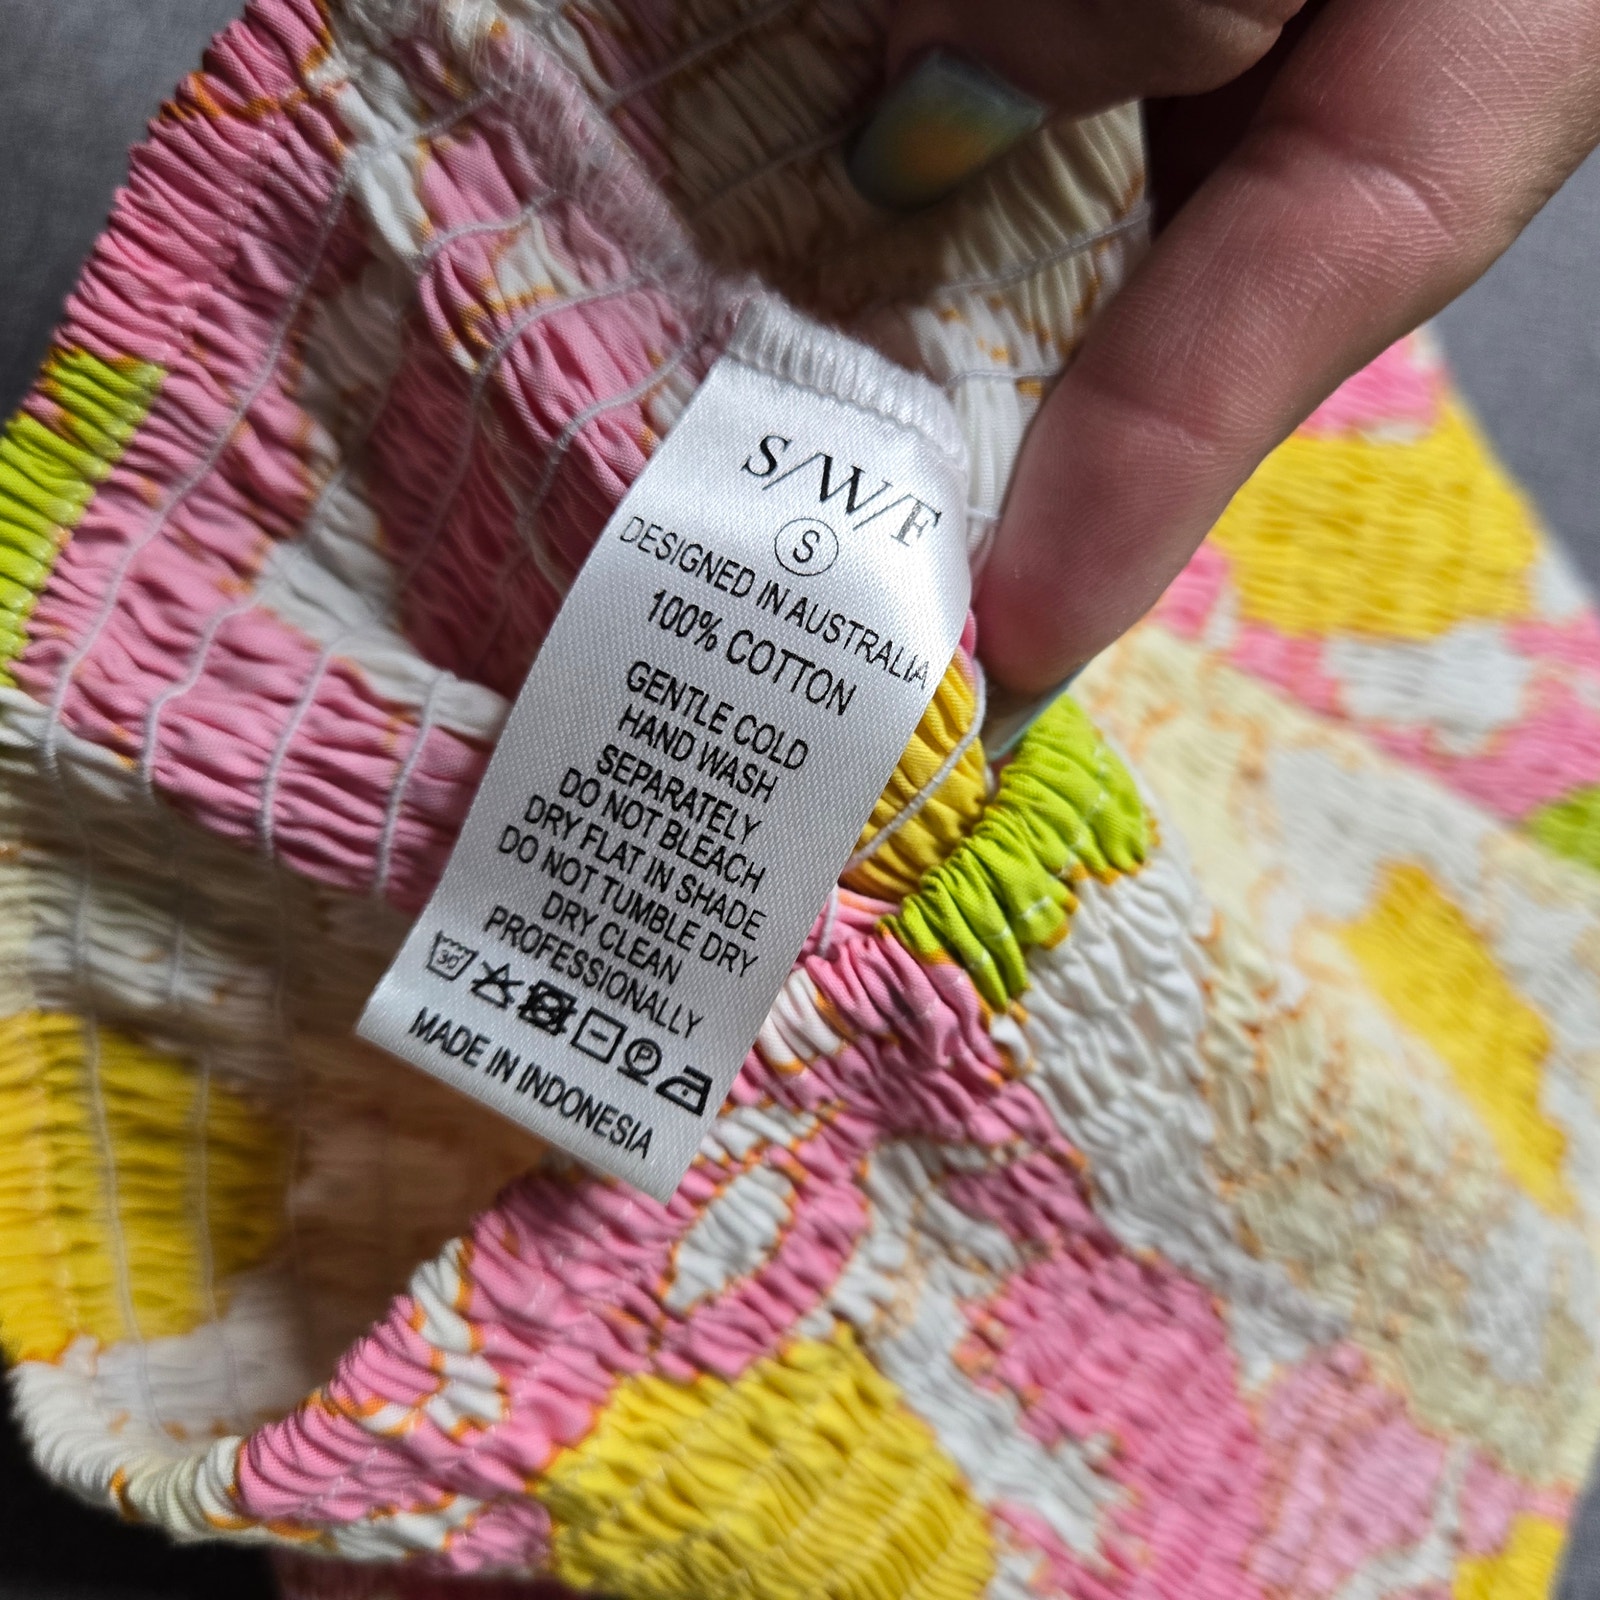 S/W/F
S
DESIGNED IN AUSTRALIA
100% COTTON
GENTLE COLD
HAND WASH
SEPARATELY
DO NOT BLEACH
DRY FLAT IN SHADE
DO NOT TUMBLE DRY
DRY CLEAN
PROFESSIONALLY
30° P
MADE IN INDONESIA